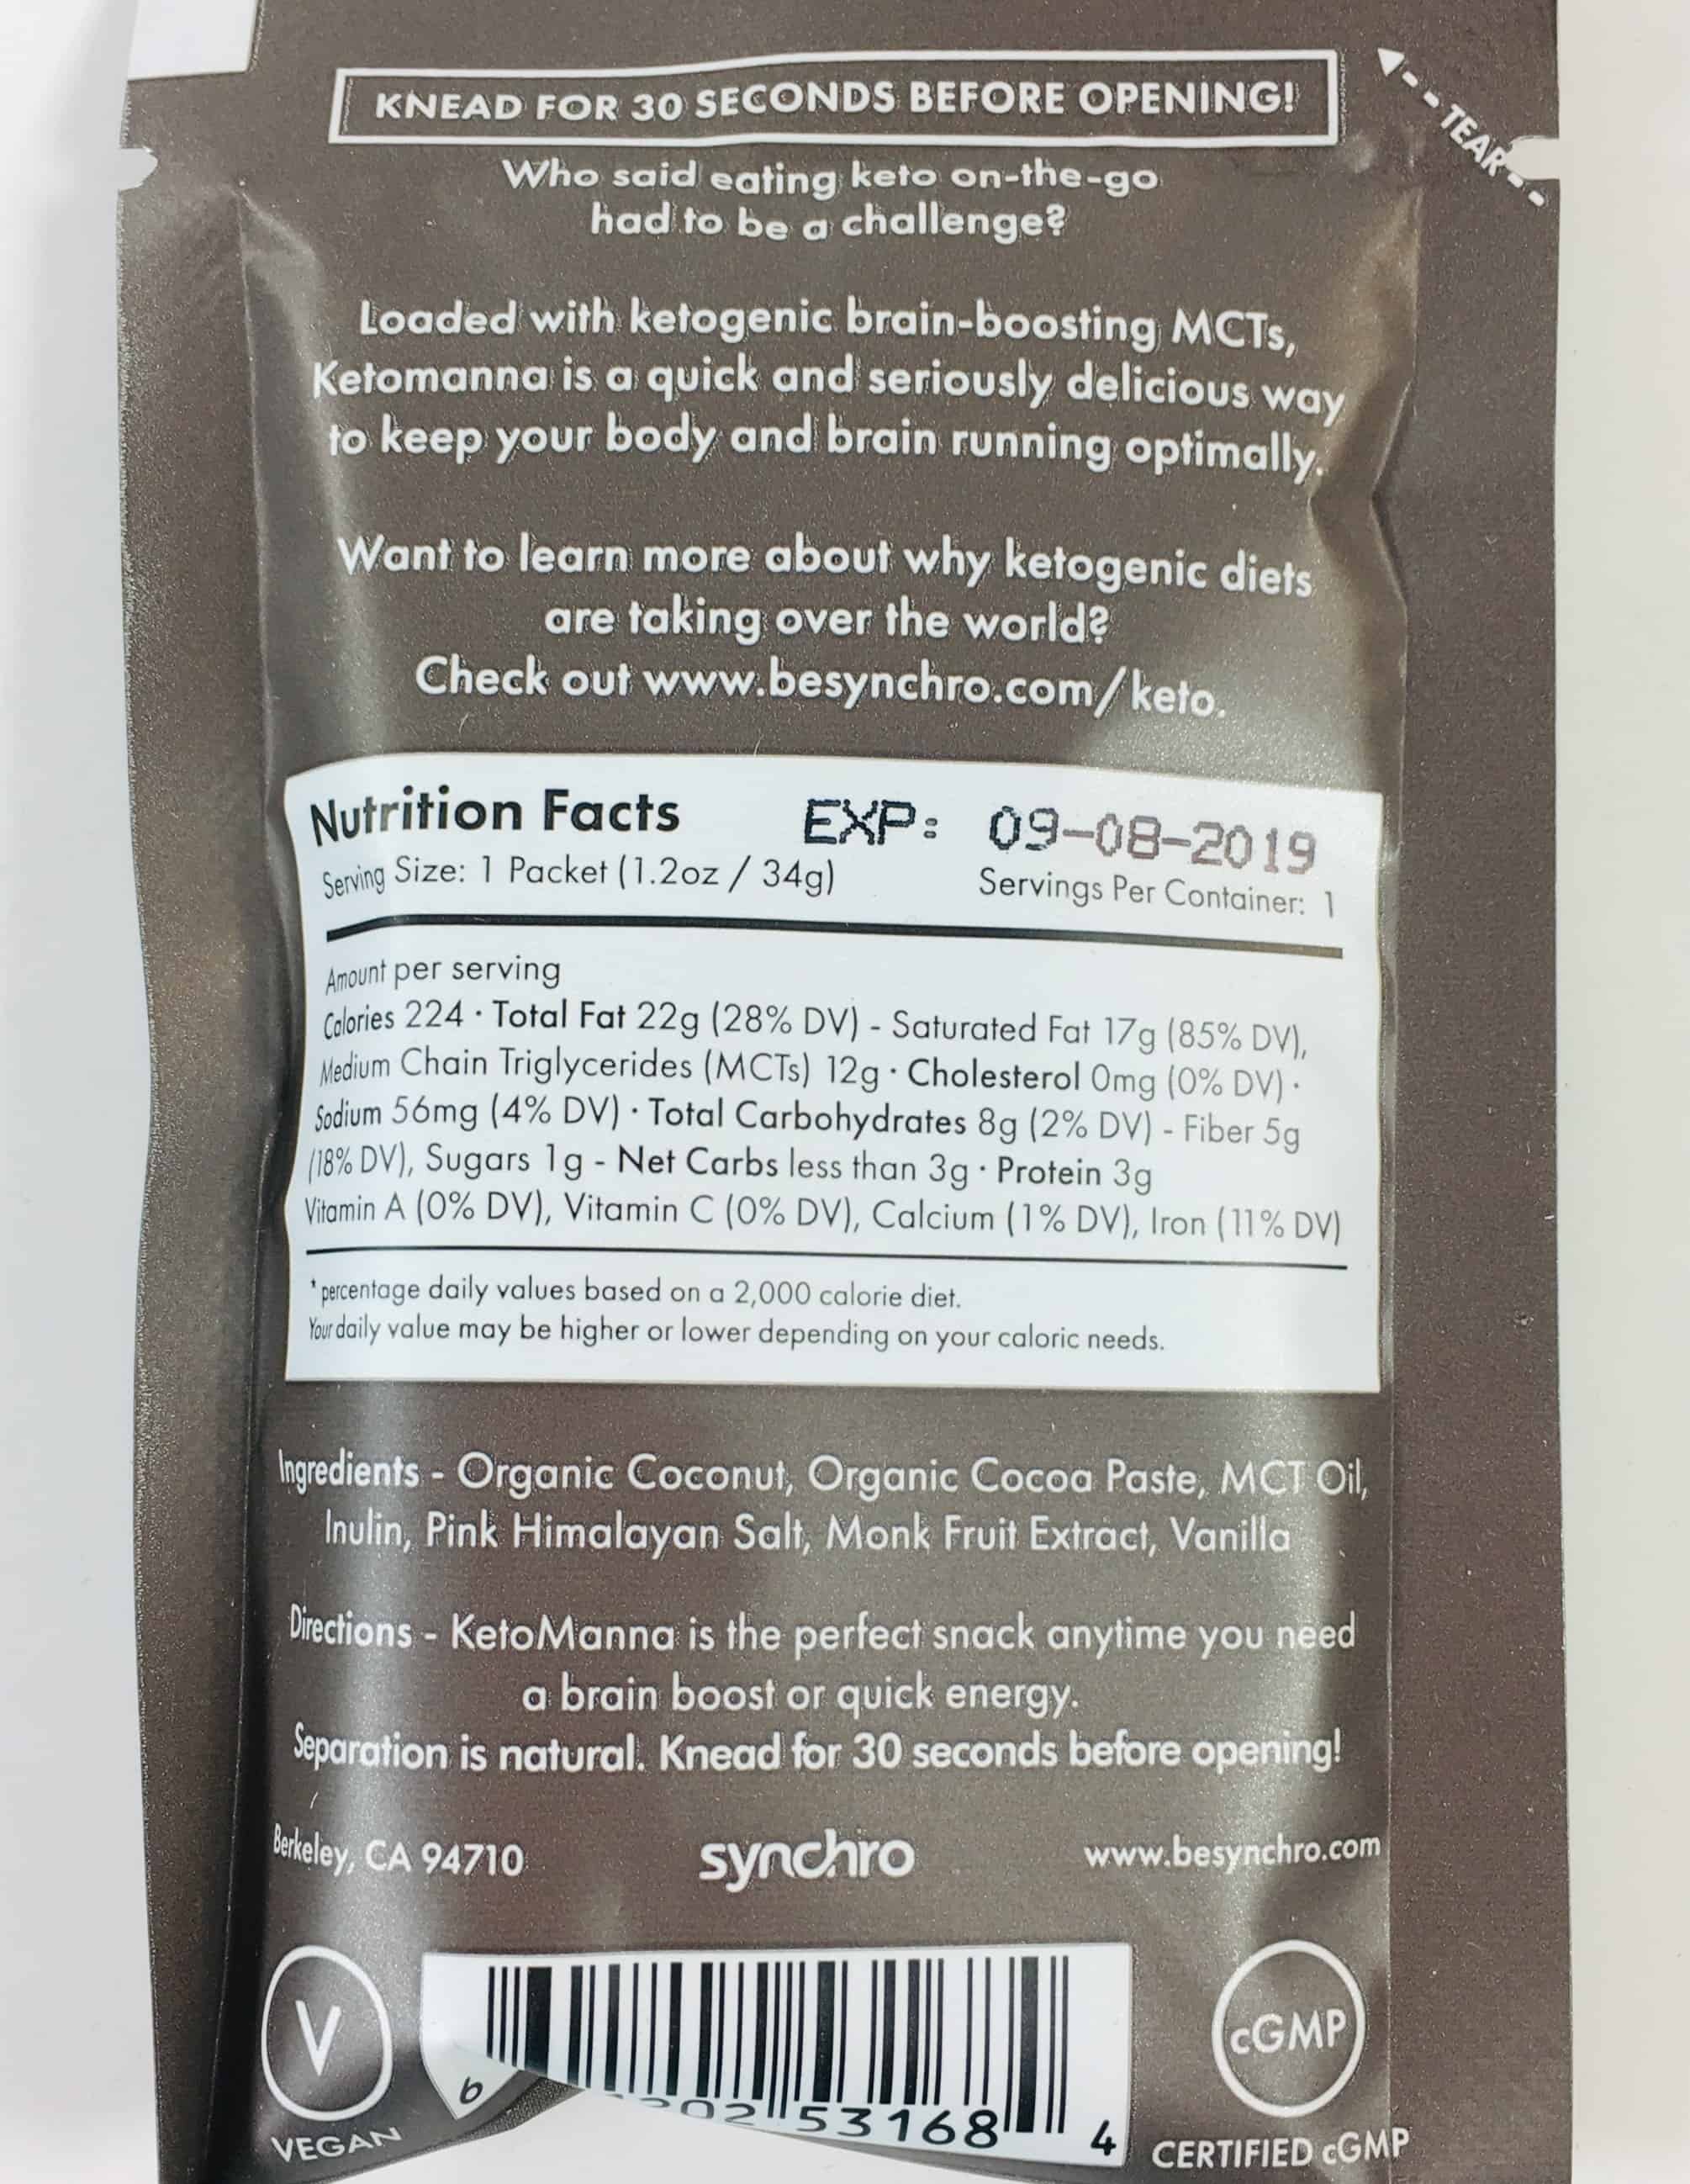 KNEAD FOR 30 SECONDS BEFORE OPENING!
TEAR
Who said eating keto on-the-go
had to be a challenge?
Loaded with ketogenic brain-boosting MCTs,
Ketomanna is a quick and seriously delicious way
to keep your body and brain running optimally.
Want to learn more about why ketogenic diets
are taking over the world?
Check out www.besynchro.com/keto.
Nutrition Facts EXP: 09-08-2019
Serving Size: 1 Packet (1.2oz / 34g) Servings Per Container: 1
Amount per serving
Calories 224 · Total Fat 22g (28% DV) - Saturated Fat 17g (85% DV),
Medium Chain Triglycerides (MCTs) 12g · Cholesterol 0mg (0% DV) ·
Sodium 56mg (4% DV) · Total Carbohydrates 8g (2% DV) - Fiber 5g
(18% DV), Sugars 1g - Net Carbs less than 3g · Protein 3g
Vitamin A (0% DV), Vitamin C (0% DV), Calcium (1% DV), Iron (11% DV)
* percentage daily values based on a 2,000 calorie diet.
Your daily value may be higher or lower depending on your caloric needs.
Ingredients - Organic Coconut, Organic Cocoa Paste, MCT Oil,
Inulin, Pink Himalayan Salt, Monk Fruit Extract, Vanilla
Directions - KetoManna is the perfect snack anytime you need
a brain boost or quick energy.
Separation is natural. Knead for 30 seconds before opening!
Berkeley, CA 94710 synchro www.besynchro.com
V
VEGAN
6 53168 4
cGMP
CERTIFIED cGMP